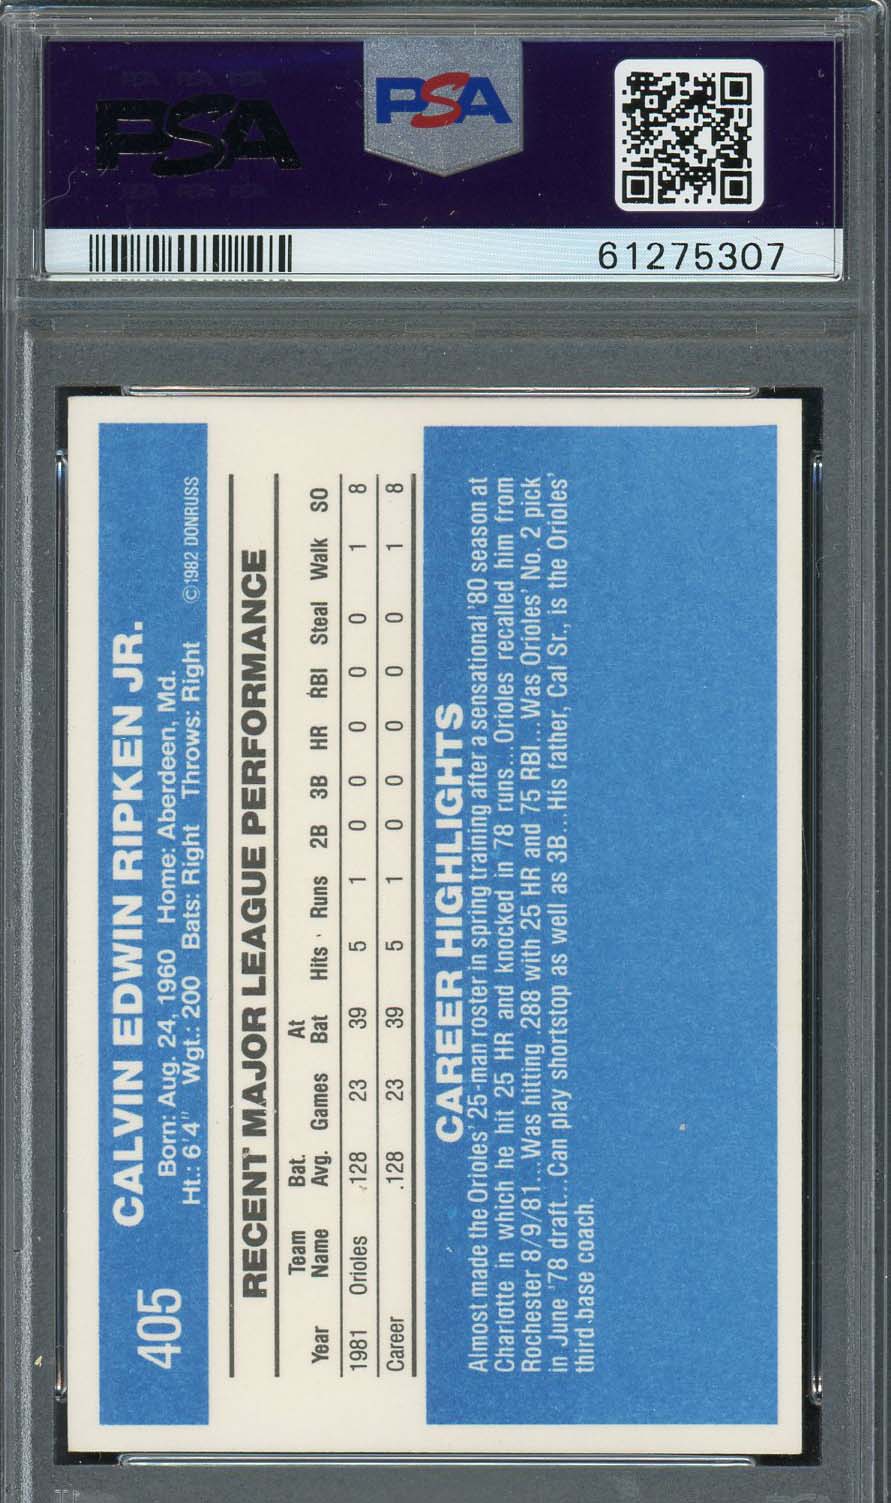 PSA
PSA
61275307
405
CALVIN EDWIN RIPKEN JR.
Born: Aug. 24, 1960 Home: Aberdeen, Md.
Ht.: 6'4" Wgt.: 200 Bats: Right Throws: Right ©1982 DONRUSS
RECENT MAJOR LEAGUE PERFORMANCE
Year Team Name Bat. Avg. Games At Bat Hits Runs 2B 3B HR RBI Steal Walk SO
1981 Orioles .128 23 39 5 1 0 0 0 0 0 1 8
Career .128 23 39 5 1 0 0 0 0 0 1 8
CAREER HIGHLIGHTS
Almost made the Orioles' 25-man roster in spring training after a sensational '80 season at
Charlotte in which he hit 25 HR and knocked in 78 runs...Orioles recalled him from
Rochester 8/9/81...Was hitting .288 with 25 HR and 75 RBI...Was Orioles' No. 2 pick
in June '78 draft...Can play shortstop as well as 3B...His father, Cal Sr., is the Orioles'
third base coach.